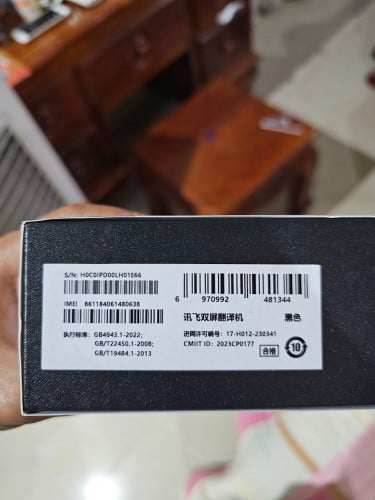 S/N: H0C0IPD00LH01E66
IMEI 861184061480638
6 970992 481344
执行标准: GB4943.1-2022;
GB/T22450.1-2008;
GB/T19484.1-2013
讯飞双屏翻译机 黑色
进网许可编号: 17-H012-230341
CMIIT ID: 2023CP0177
合格
10